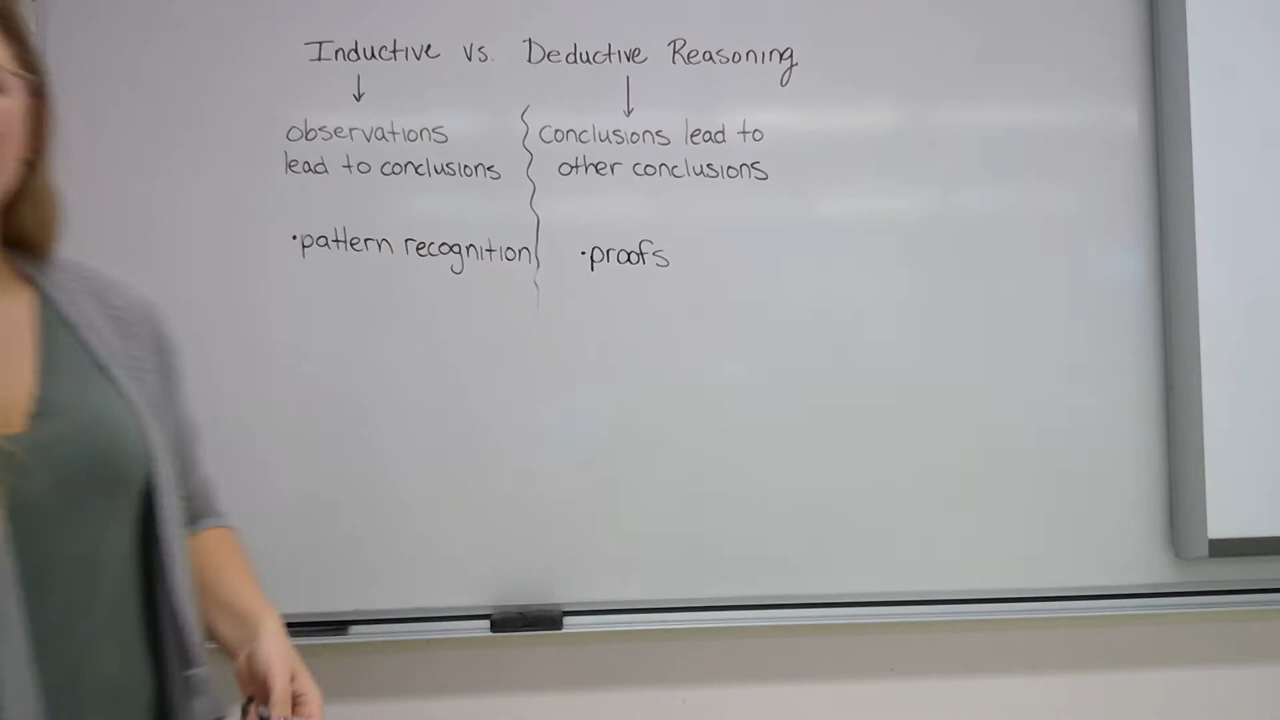 Inductive vs. Deductive Reasoning
observations
lead to conclusions
•pattern recognition
conclusions lead to
other conclusions
•proofs